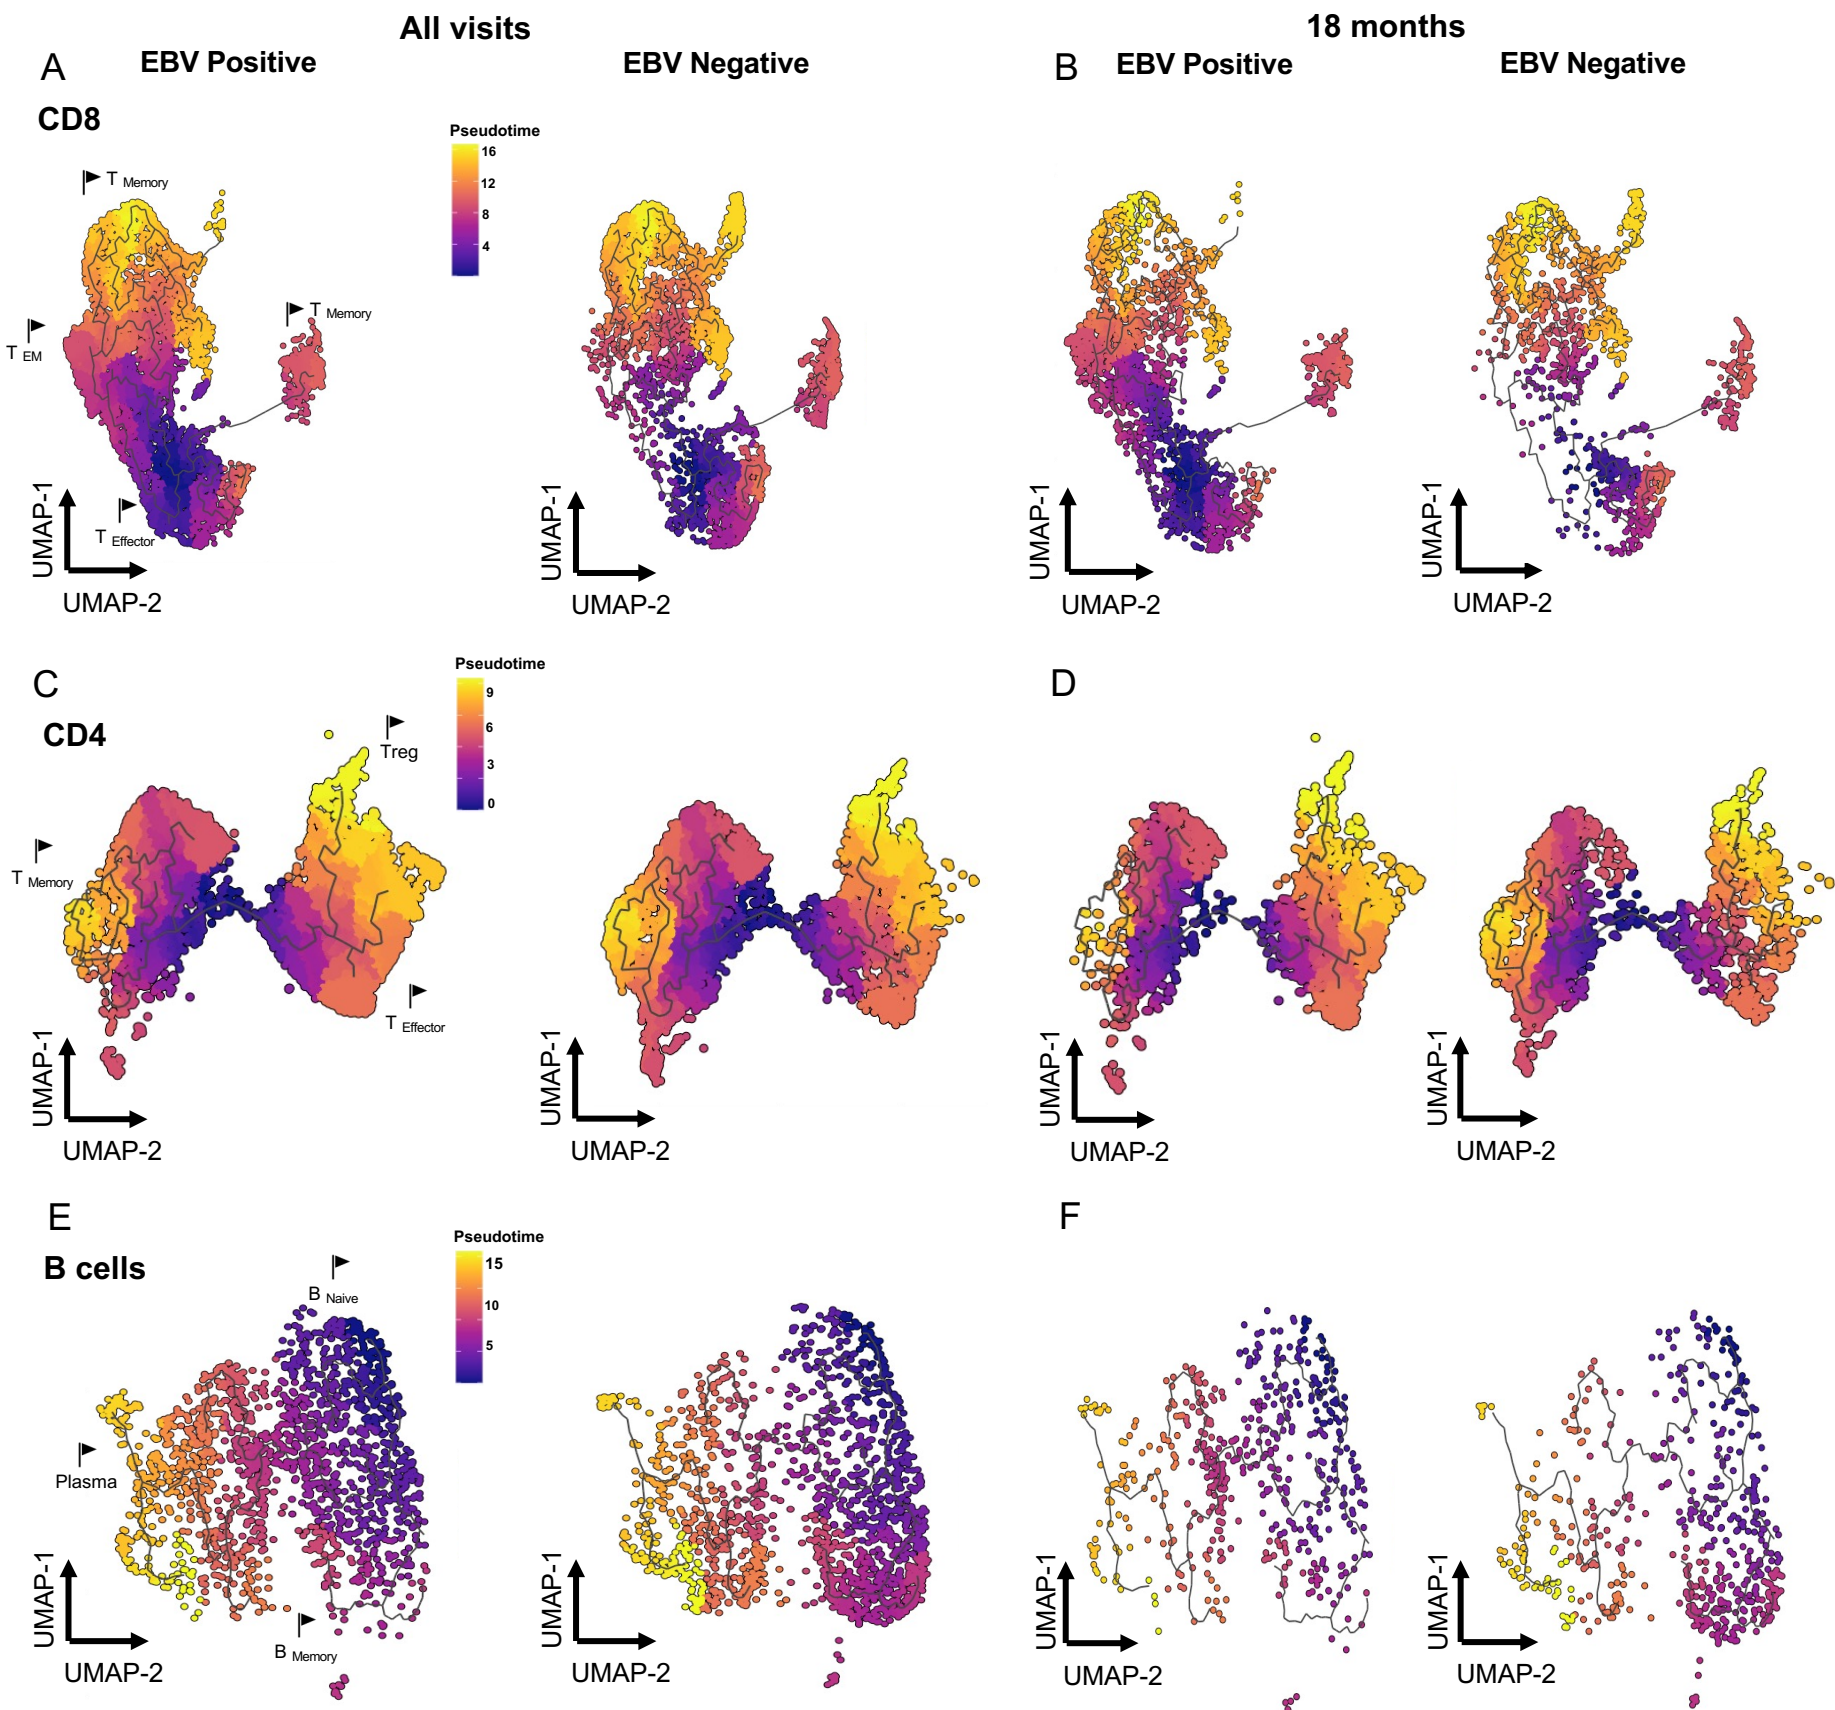 All visits
18 months
A
EBV Positive
EBV Negative
B
EBV Positive
EBV Negative
CD8
Pseudotime
16
12
8
4
T Memory
T Memory
T EM
T Effector
UMAP-1
UMAP-2
UMAP-1
UMAP-2
UMAP-1
UMAP-2
UMAP-1
UMAP-2
C
CD4
Pseudotime
9
6
3
0
D
Treg
T Memory
T Effector
UMAP-1
UMAP-2
UMAP-1
UMAP-2
UMAP-1
UMAP-2
UMAP-1
UMAP-2
E
B cells
Pseudotime
15
10
5
F
B Naive
Plasma
B Memory
UMAP-1
UMAP-2
UMAP-1
UMAP-2
UMAP-1
UMAP-2
UMAP-1
UMAP-2